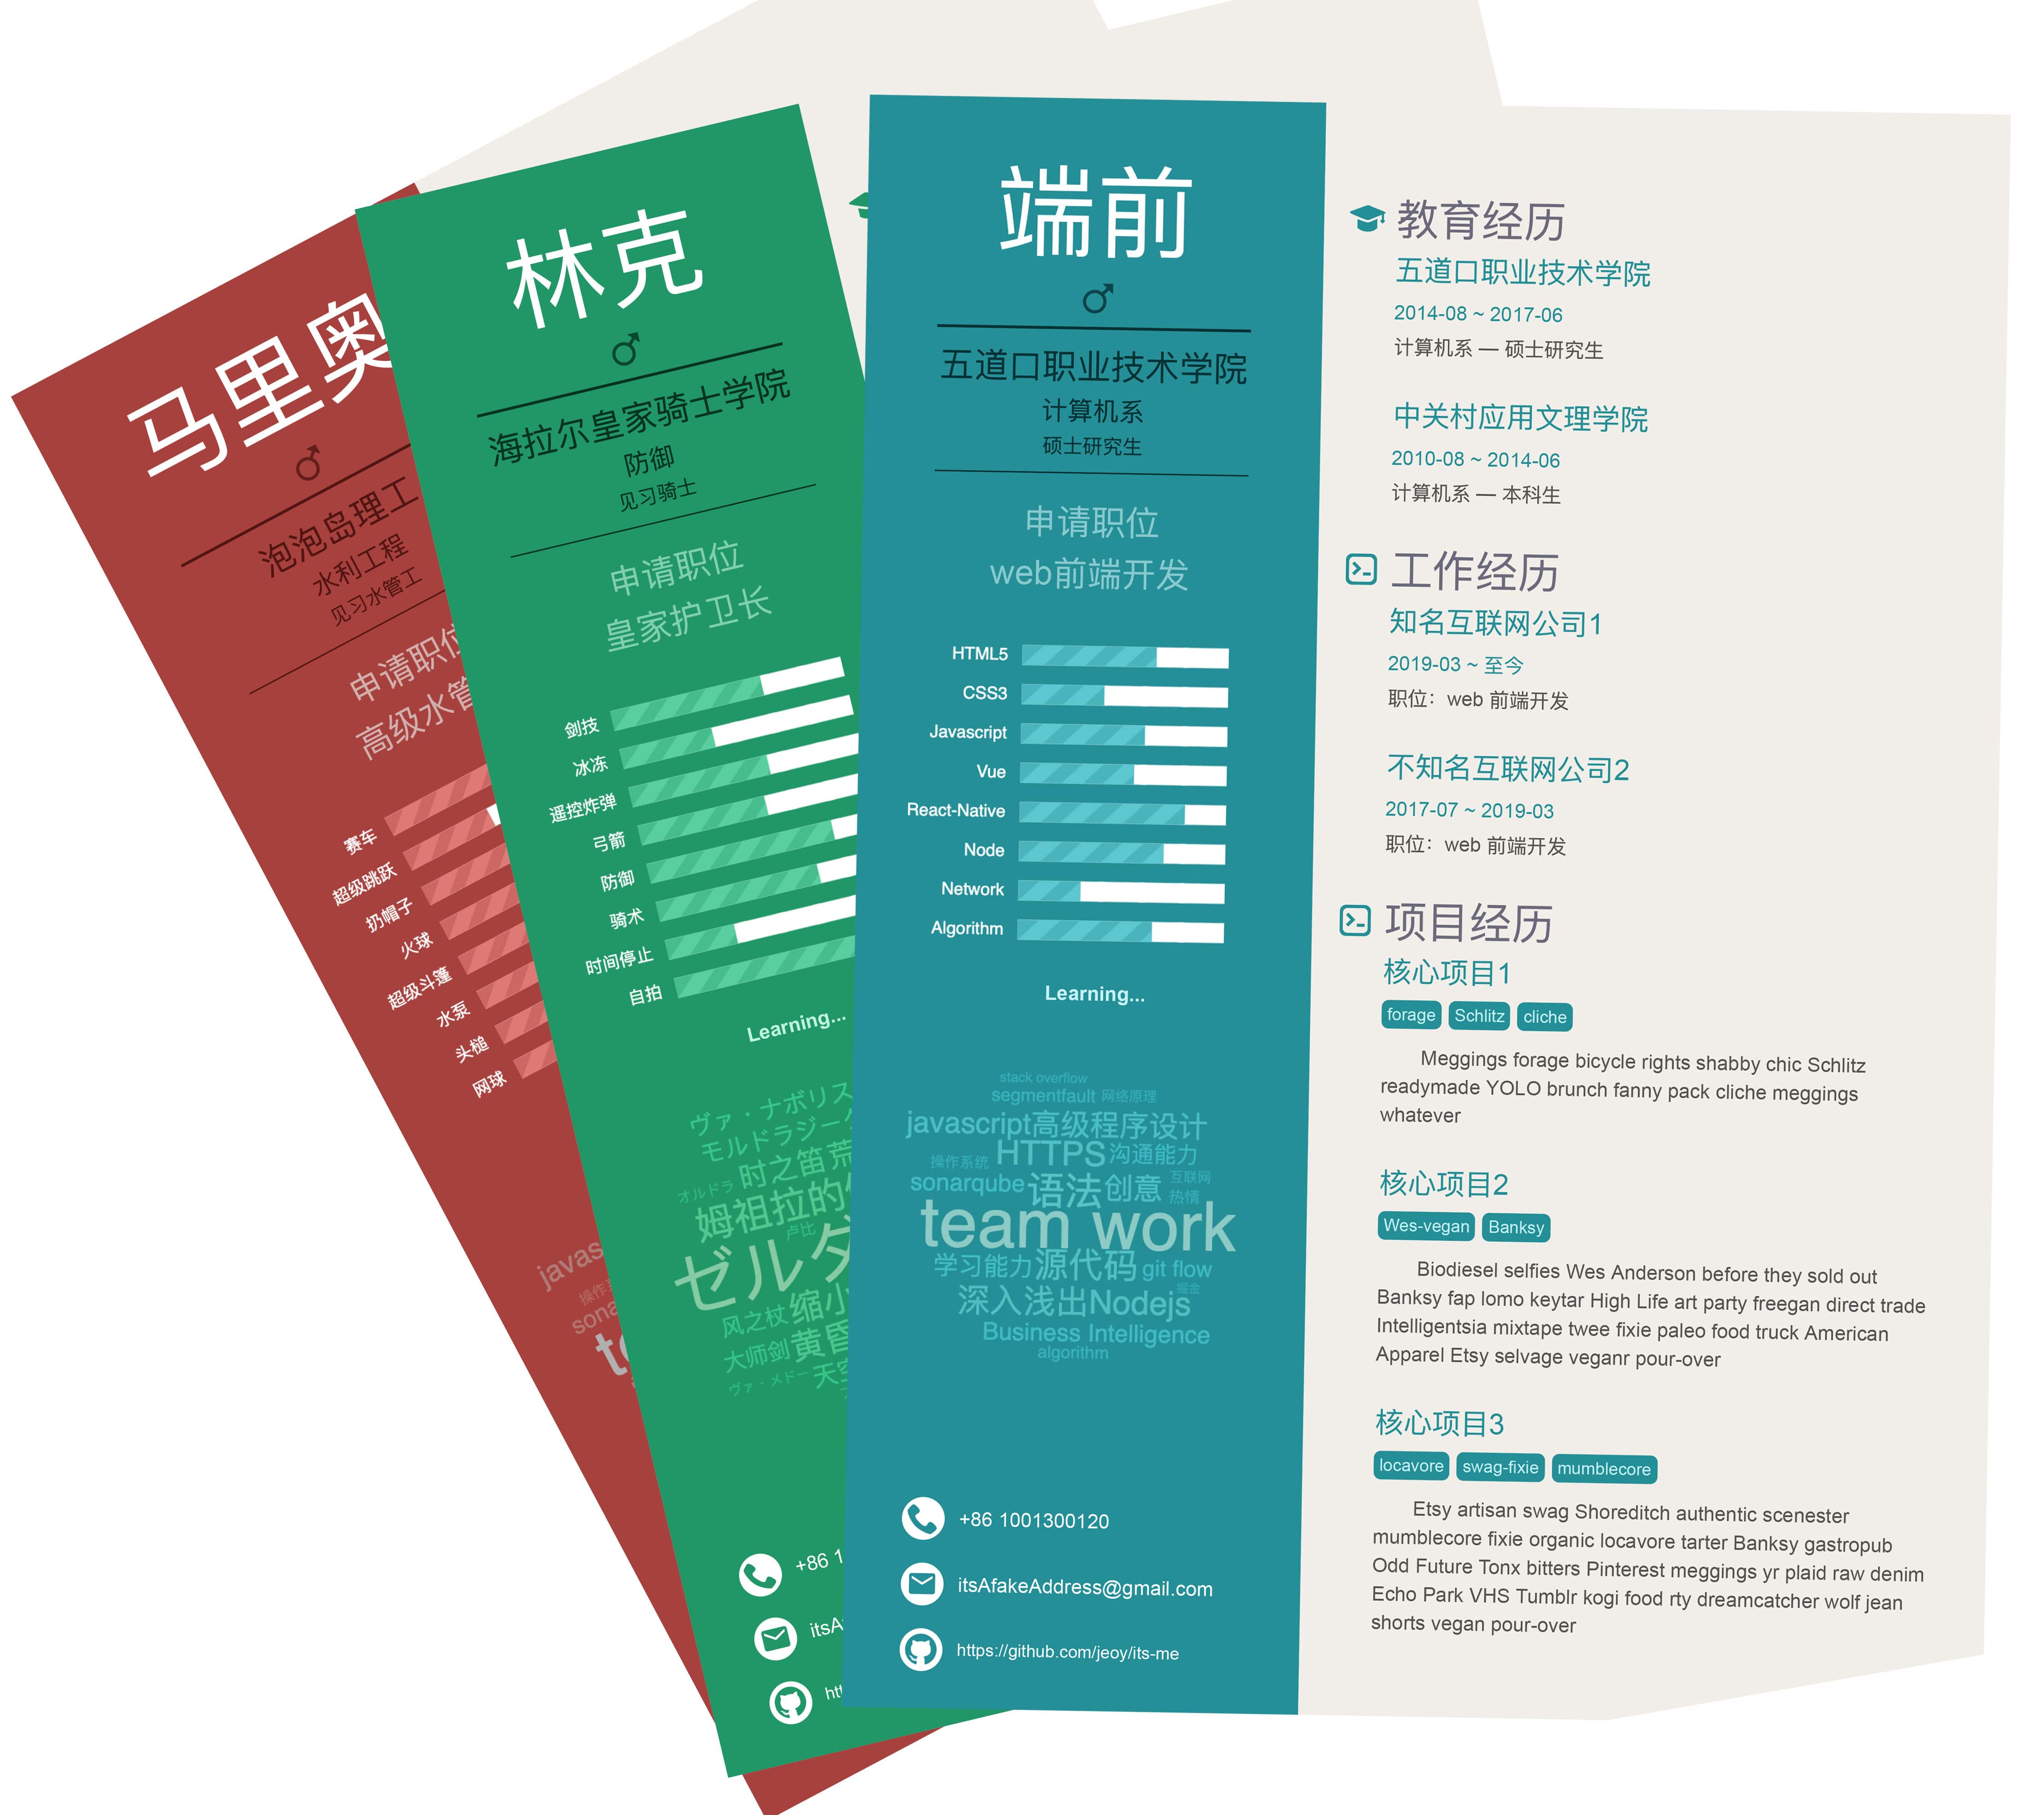 马里奥
泡泡岛理工
水利工程
见习水管工
申请职位
高级水管
赛车
超级跳跃
扔帽子
火球
超级斗篷
水泵
头槌
网球
javas
操作系
sona
林克
海拉尔皇家骑士学院
防御
见习骑士
申请职位
皇家护卫长
剑技
冰冻
遥控炸弹
弓箭
防御
骑术
时间停止
自拍
Learning...
ヴァ・ナボリス
モルドラジーク
オルドラ 时之笛 荒
姆祖拉的
卢比
ゼルダ
风之杖 缩小
大师剑 黄昏
ヴァ・メドー 天空
+86 1
itsA
htt
端前
五道口职业技术学院
计算机系
硕士研究生
申请职位
web前端开发
HTML5
CSS3
Javascript
Vue
React-Native
Node
Network
Algorithm
Learning...
stack overflow
segmentfault 网络原理
javascript高级程序设计
操作系统 HTTPS 沟通能力
sonarqube 语法 创意 互联网
热情
team work
学习能力 源代码 git flow
深入浅出Nodejs
Business Intelligence
algorithm
+86 1001300120
itsAfakeAddress@gmail.com
https://github.com/jeoy/its-me
教育经历
五道口职业技术学院
2014-08 ~ 2017-06
计算机系 — 硕士研究生
中关村应用文理学院
2010-08 ~ 2014-06
计算机系 — 本科生
工作经历
知名互联网公司1
2019-03 ~ 至今
职位：web 前端开发
不知名互联网公司2
2017-07 ~ 2019-03
职位：web 前端开发
项目经历
核心项目1
forage Schlitz cliche
Meggings forage bicycle rights shabby chic Schlitz
readymade YOLO brunch fanny pack cliche meggings
whatever
核心项目2
Wes-vegan Banksy
Biodiesel selfies Wes Anderson before they sold out
Banksy fap lomo keytar High Life art party freegan direct trade
Intelligentsia mixtape twee fixie paleo food truck American
Apparel Etsy selvage veganr pour-over
核心项目3
locavore swag-fixie mumblecore
Etsy artisan swag Shoreditch authentic scenester
mumblecore fixie organic locavore tarter Banksy gastropub
Odd Future Tonx bitters Pinterest meggings yr plaid raw denim
Echo Park VHS Tumblr kogi food rty dreamcatcher wolf jean
shorts vegan pour-over